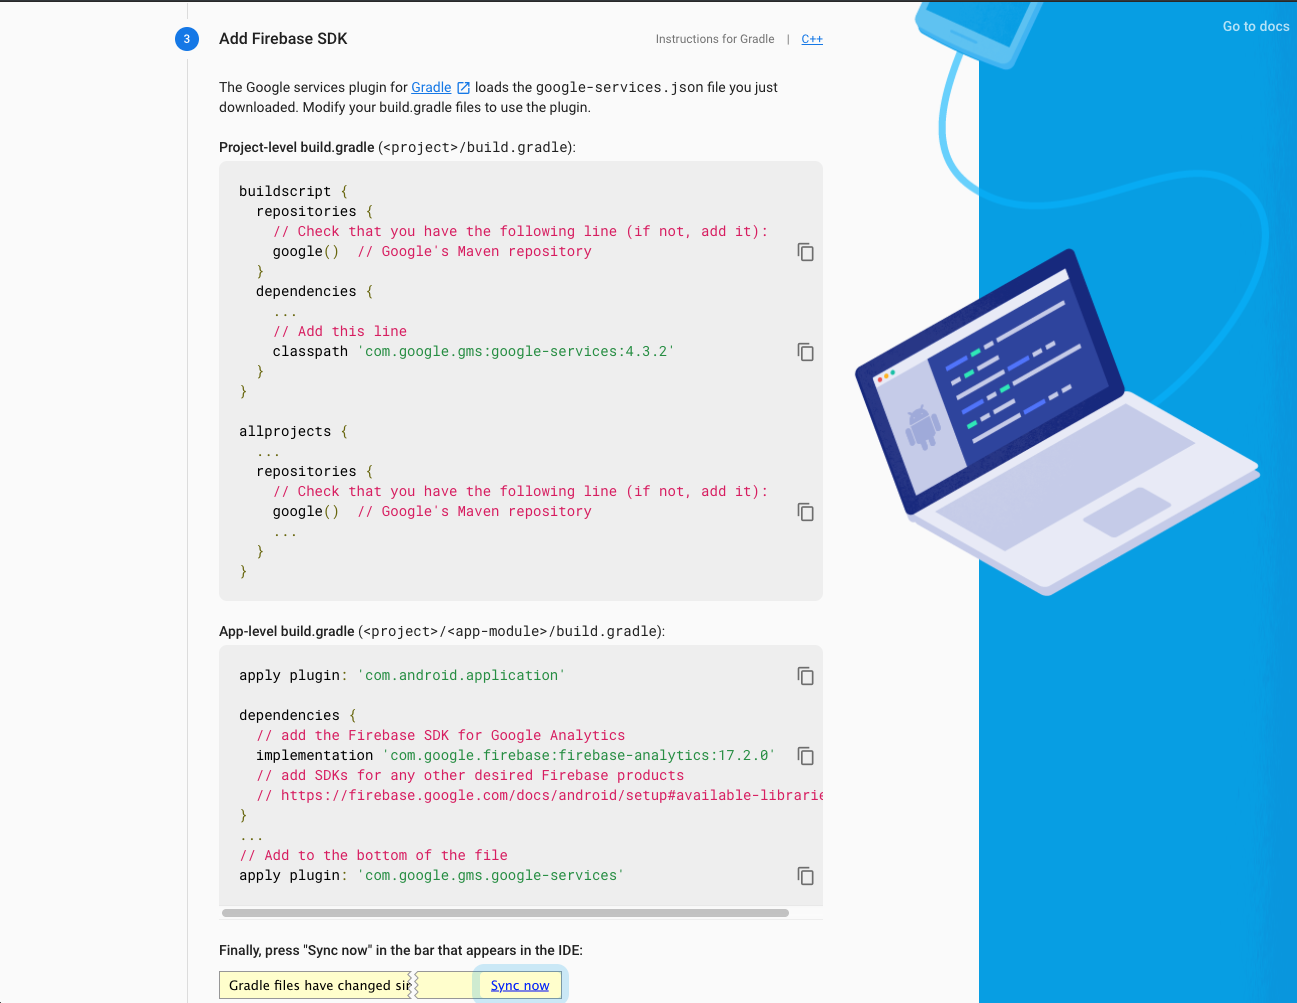 Go to docs
3
Add Firebase SDK
Instructions for Gradle | C++
The Google services plugin for Gradle loads the google-services.json file you just
downloaded. Modify your build.gradle files to use the plugin.
Project-level build.gradle (<project>/build.gradle):
buildscript {
  repositories {
    // Check that you have the following line (if not, add it):
    google()  // Google's Maven repository
  }
  dependencies {
    ...
    // Add this line
    classpath 'com.google.gms:google-services:4.3.2'
  }
}
allprojects {
  ...
  repositories {
    // Check that you have the following line (if not, add it):
    google()  // Google's Maven repository
    ...
  }
}
App-level build.gradle (<project>/<app-module>/build.gradle):
apply plugin: 'com.android.application'
dependencies {
  // add the Firebase SDK for Google Analytics
  implementation 'com.google.firebase:firebase-analytics:17.2.0'
  // add SDKs for any other desired Firebase products
  // https://firebase.google.com/docs/android/setup#available-librarie
}
...
// Add to the bottom of the file
apply plugin: 'com.google.gms.google-services'
Finally, press "Sync now" in the bar that appears in the IDE:
Gradle files have changed sir Sync now